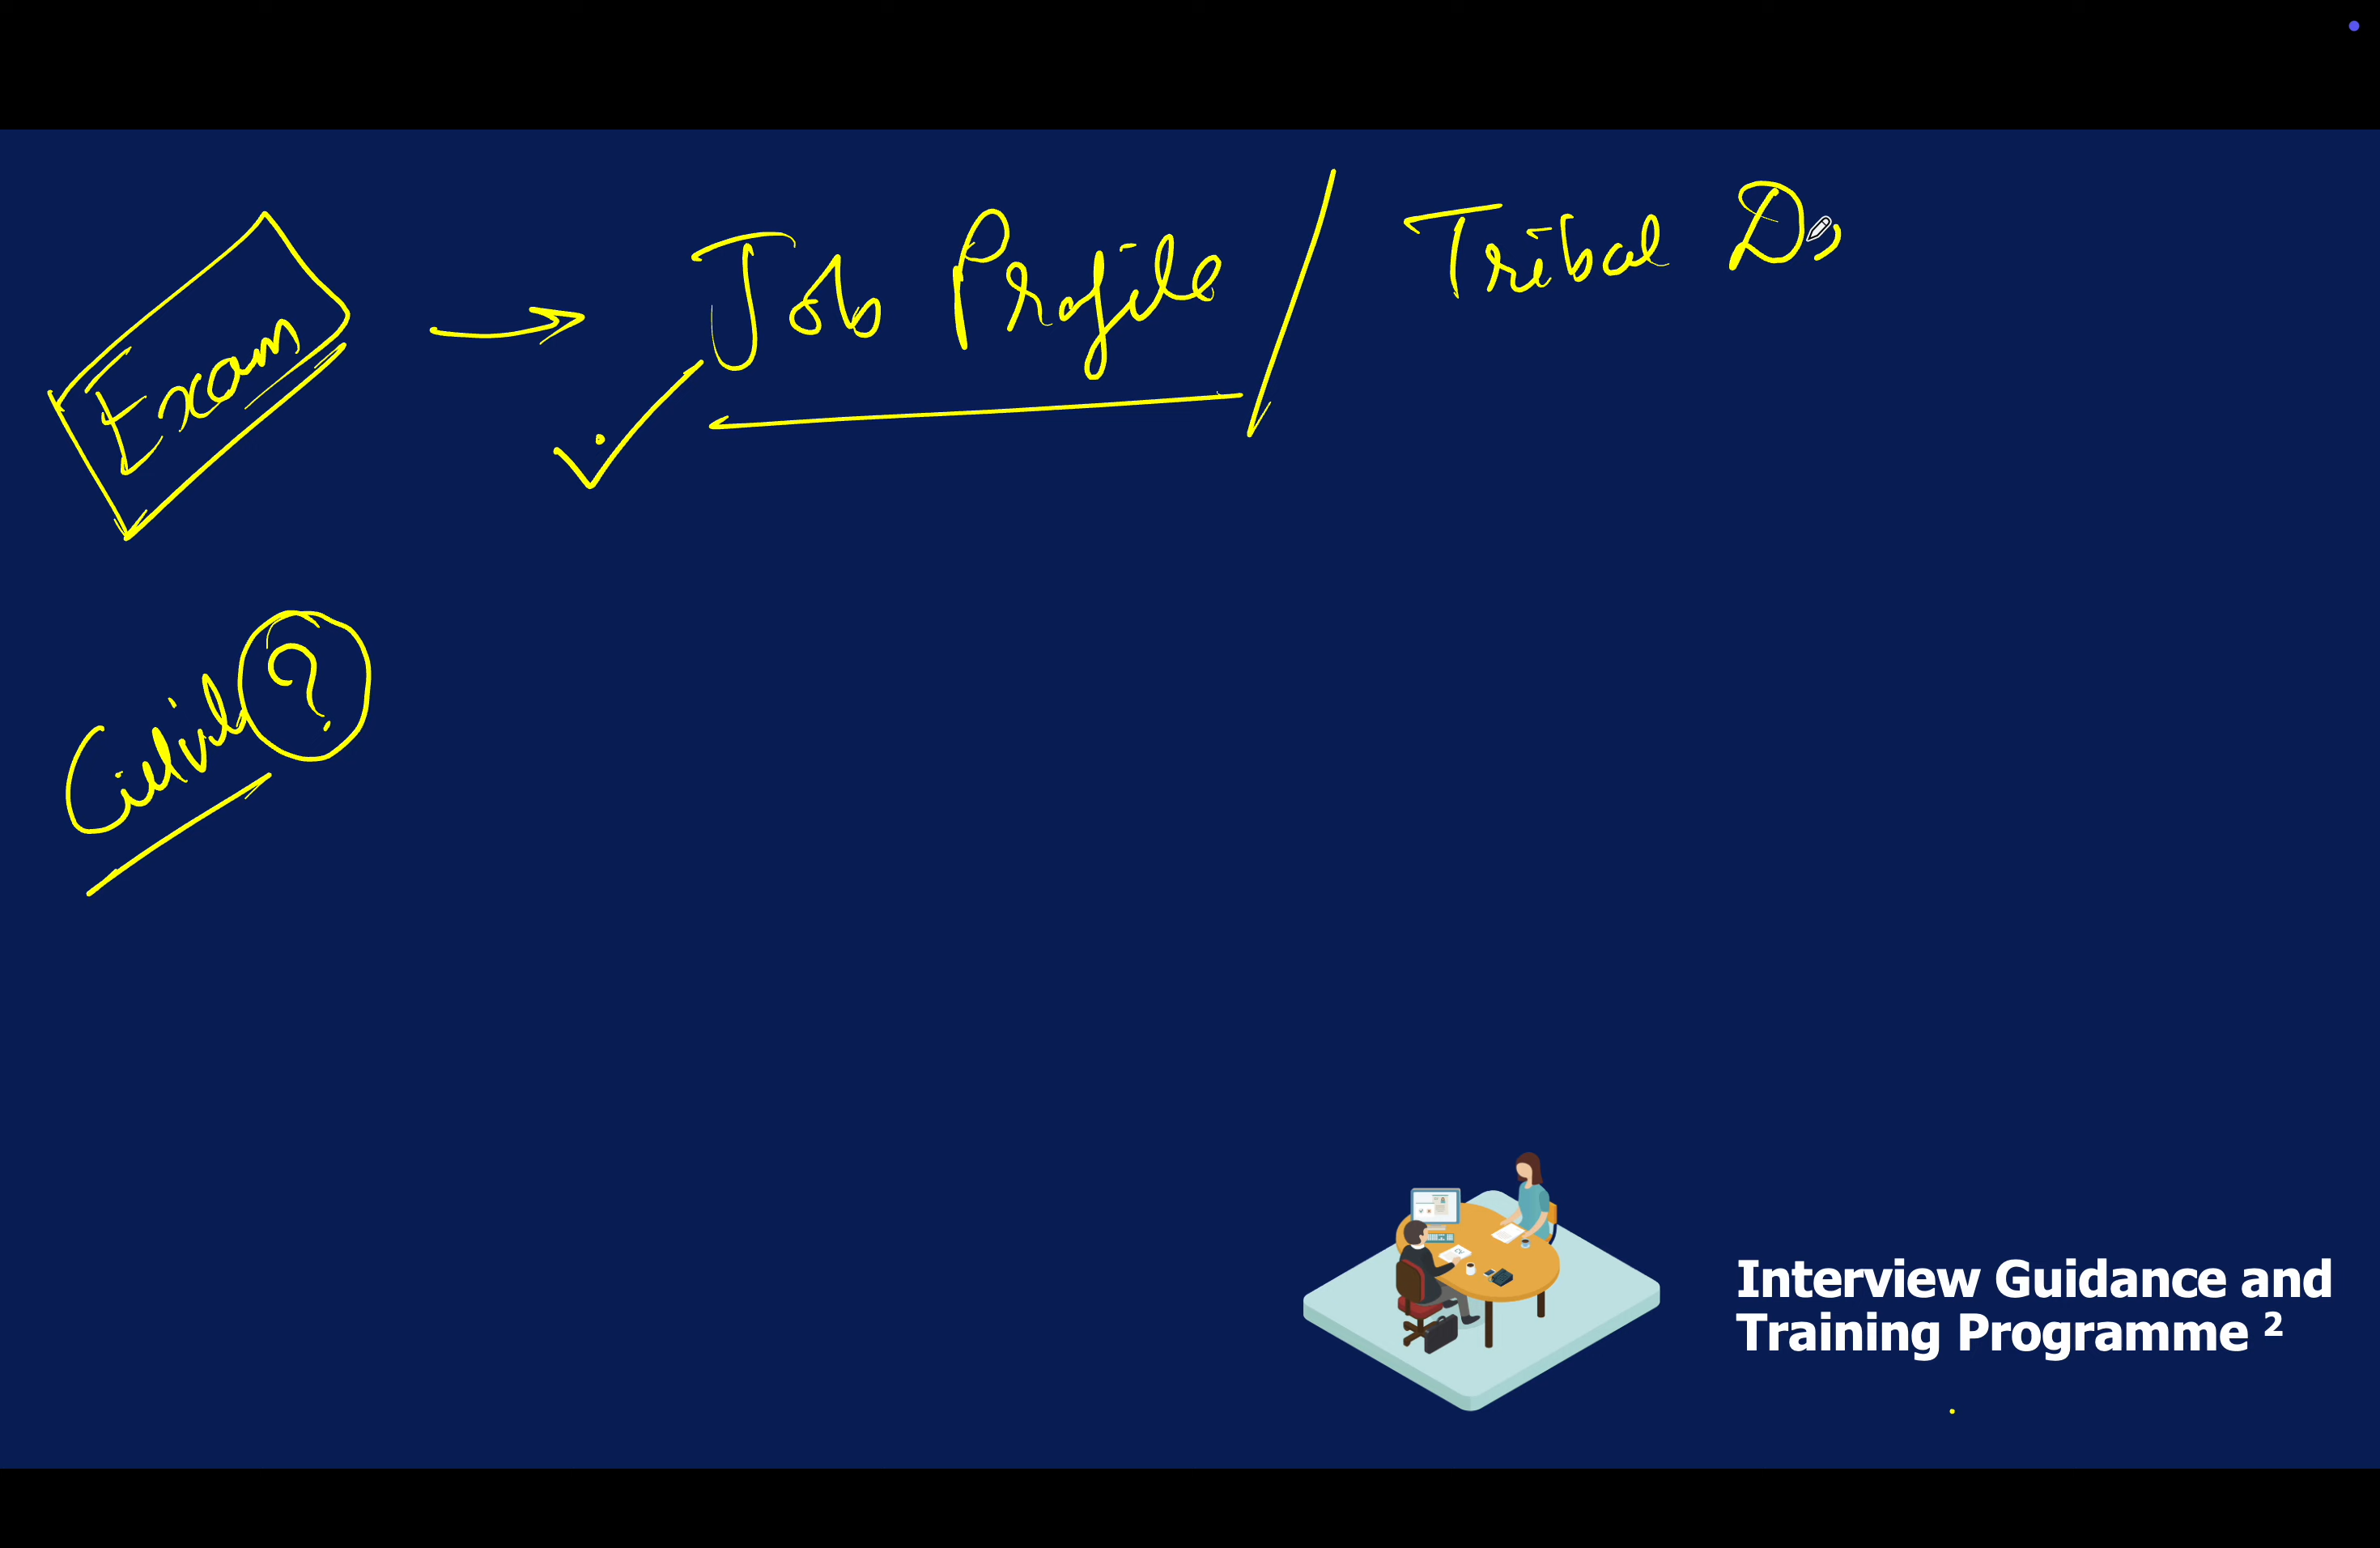 Exam → Job Profile / Tribal D
Civil ?
Interview Guidance and
Training Programme ²